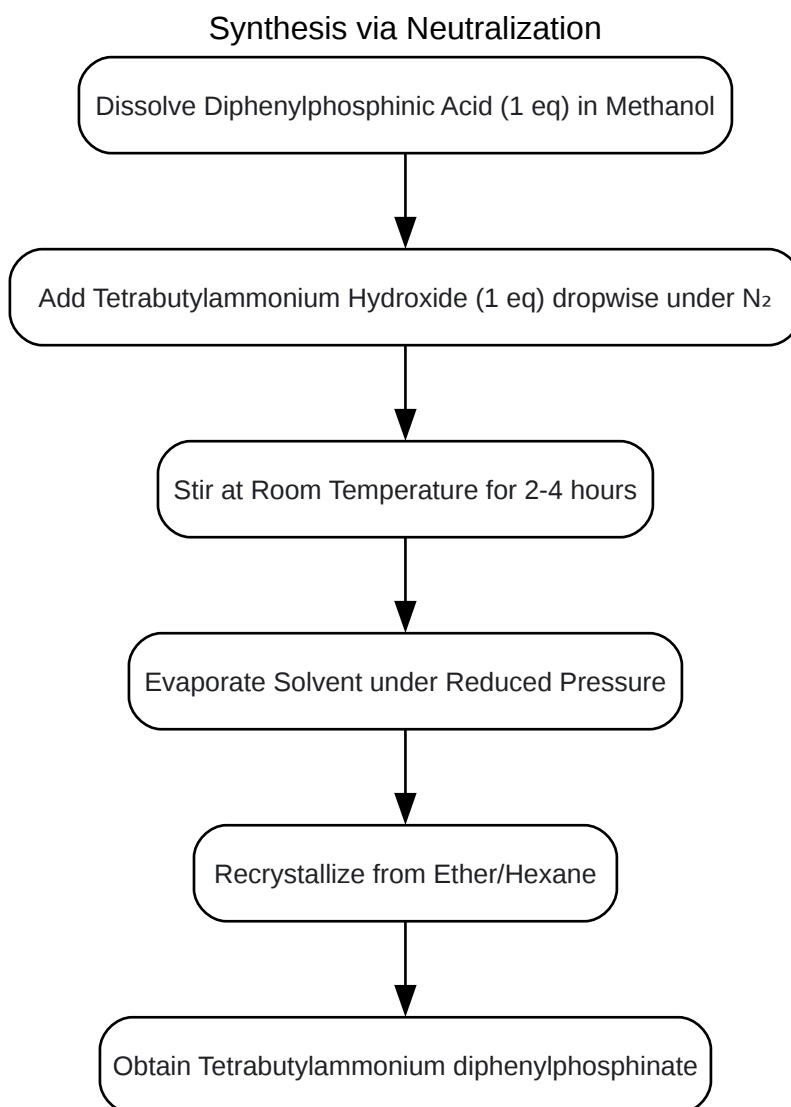 Synthesis via Neutralization
Dissolve Diphenylphosphinic Acid (1 eq) in Methanol
Add Tetrabutylammonium Hydroxide (1 eq) dropwise under N₂
Stir at Room Temperature for 2-4 hours
Evaporate Solvent under Reduced Pressure
Recrystallize from Ether/Hexane
Obtain Tetrabutylammonium diphenylphosphinate